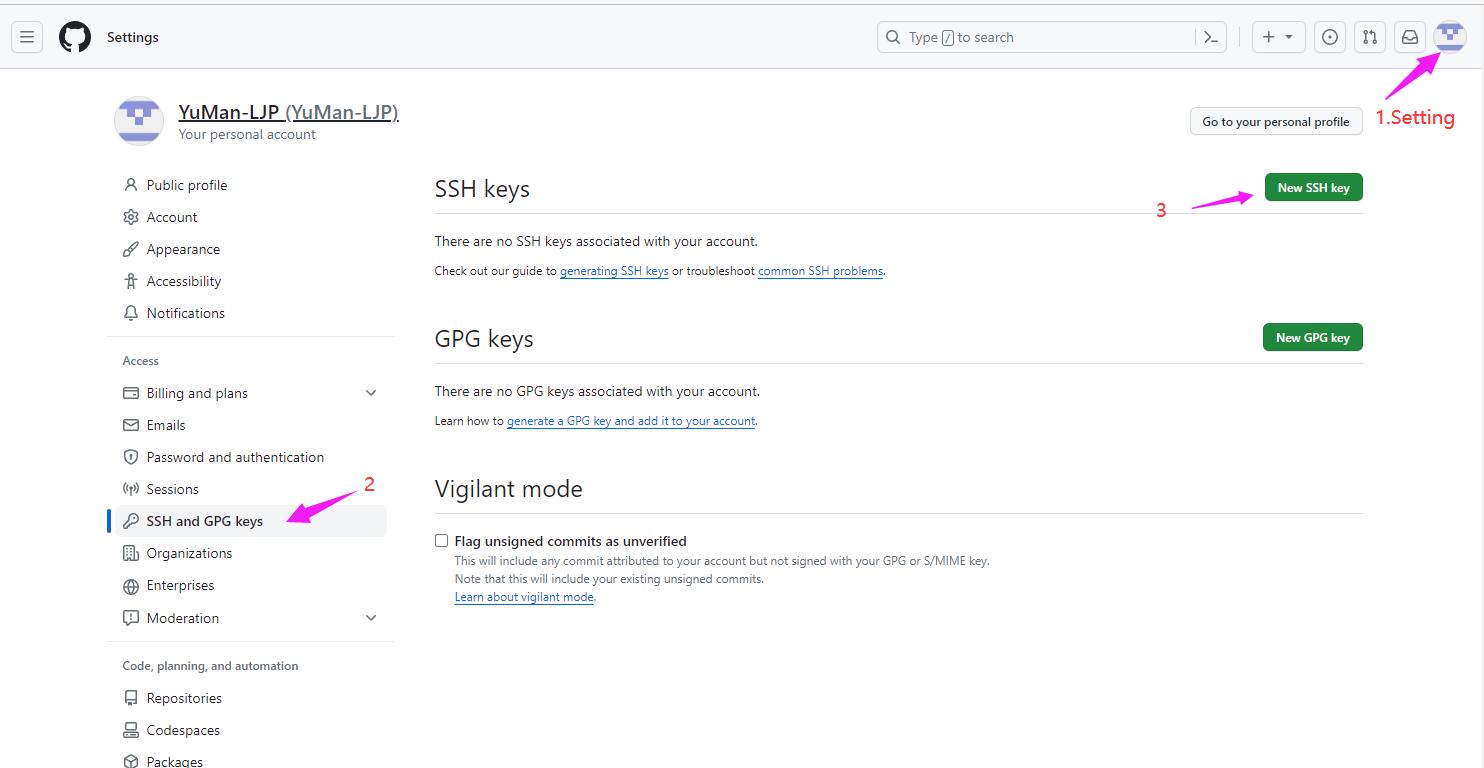 Settings
Type / to search
1.Setting
YuMan-LJP (YuMan-LJP)
Your personal account
Go to your personal profile
Public profile
Account
Appearance
Accessibility
Notifications
Access
Billing and plans
Emails
Password and authentication
Sessions
2
SSH and GPG keys
Organizations
Enterprises
Moderation
Code, planning, and automation
Repositories
Codespaces
Packages
SSH keys
3
New SSH key
There are no SSH keys associated with your account.
Check out our guide to generating SSH keys or troubleshoot common SSH problems.
GPG keys
New GPG key
There are no GPG keys associated with your account.
Learn how to generate a GPG key and add it to your account.
Vigilant mode
Flag unsigned commits as unverified
This will include any commit attributed to your account but not signed with your GPG or S/MIME key.
Note that this will include your existing unsigned commits.
Learn about vigilant mode.